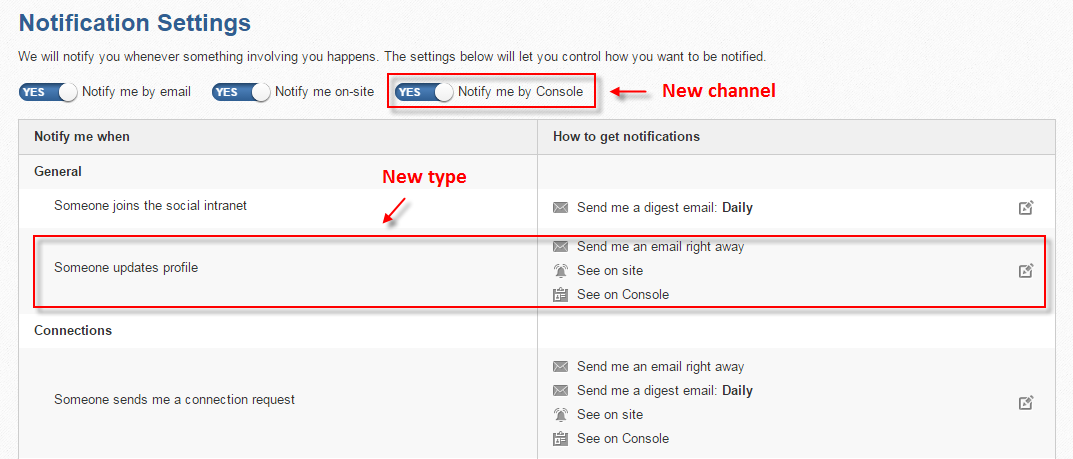 Notification Settings
We will notify you whenever something involving you happens. The settings below will let you control how you want to be notified.
YES Notify me by email YES Notify me on-site YES Notify me by Console New channel
Notify me when How to get notifications
General
New type
Someone joins the social intranet Send me a digest email: Daily
Someone updates profile
Send me an email right away
See on site
See on Console
Connections
Someone sends me a connection request
Send me an email right away
Send me a digest email: Daily
See on site
See on Console